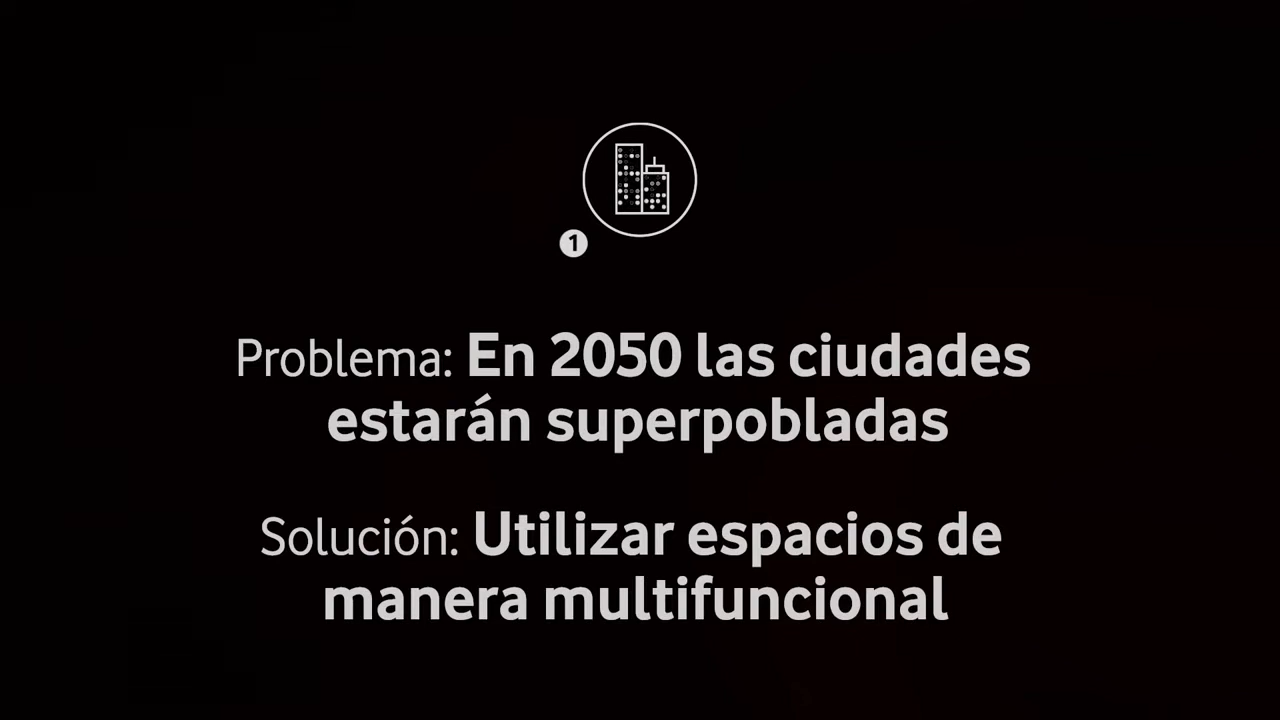 1
Problema: En 2050 las ciudades
estarán superpobladas
Solución: Utilizar espacios de
manera multifuncional